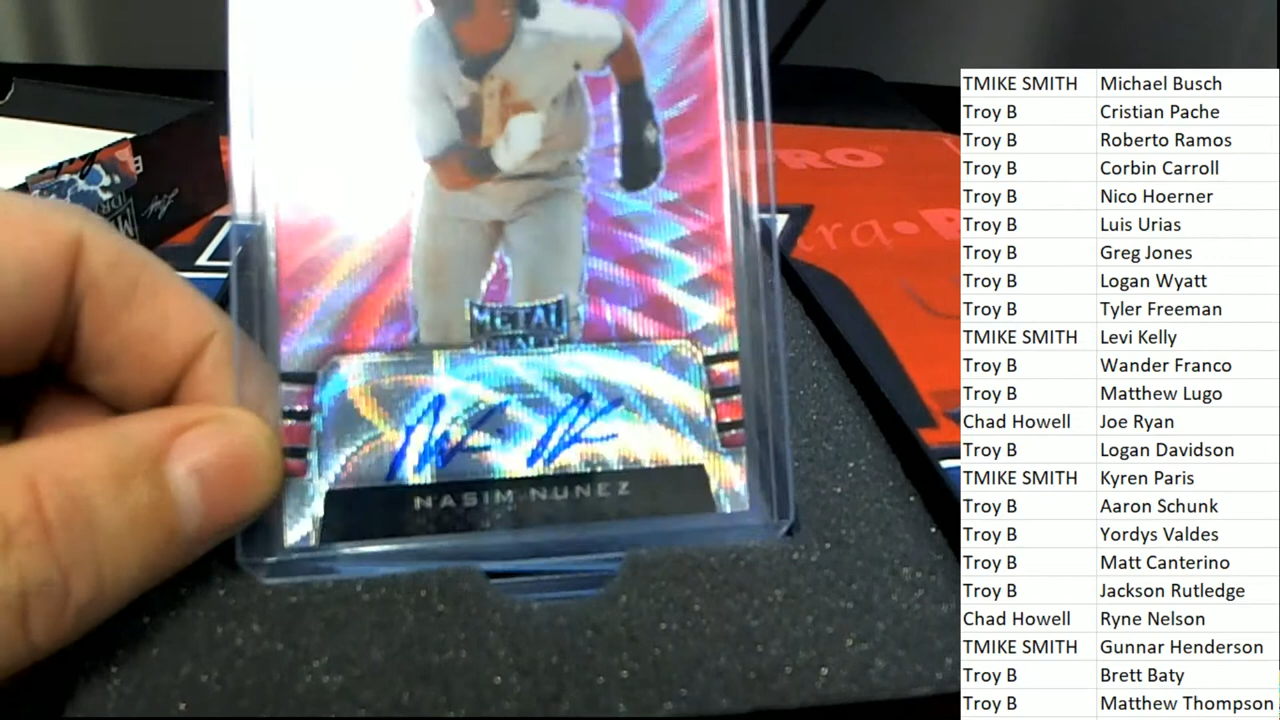 METAL
DRAFT
NASIM NUNEZ
PRO
TMIKE SMITH Michael Busch
Troy B Cristian Pache
Troy B Roberto Ramos
Troy B Corbin Carroll
Troy B Nico Hoerner
Troy B Luis Urias
Troy B Greg Jones
Troy B Logan Wyatt
Troy B Tyler Freeman
TMIKE SMITH Levi Kelly
Troy B Wander Franco
Troy B Matthew Lugo
Chad Howell Joe Ryan
Troy B Logan Davidson
TMIKE SMITH Kyren Paris
Troy B Aaron Schunk
Troy B Yordys Valdes
Troy B Matt Canterino
Troy B Jackson Rutledge
Chad Howell Ryne Nelson
TMIKE SMITH Gunnar Henderson
Troy B Brett Baty
Troy B Matthew Thompson